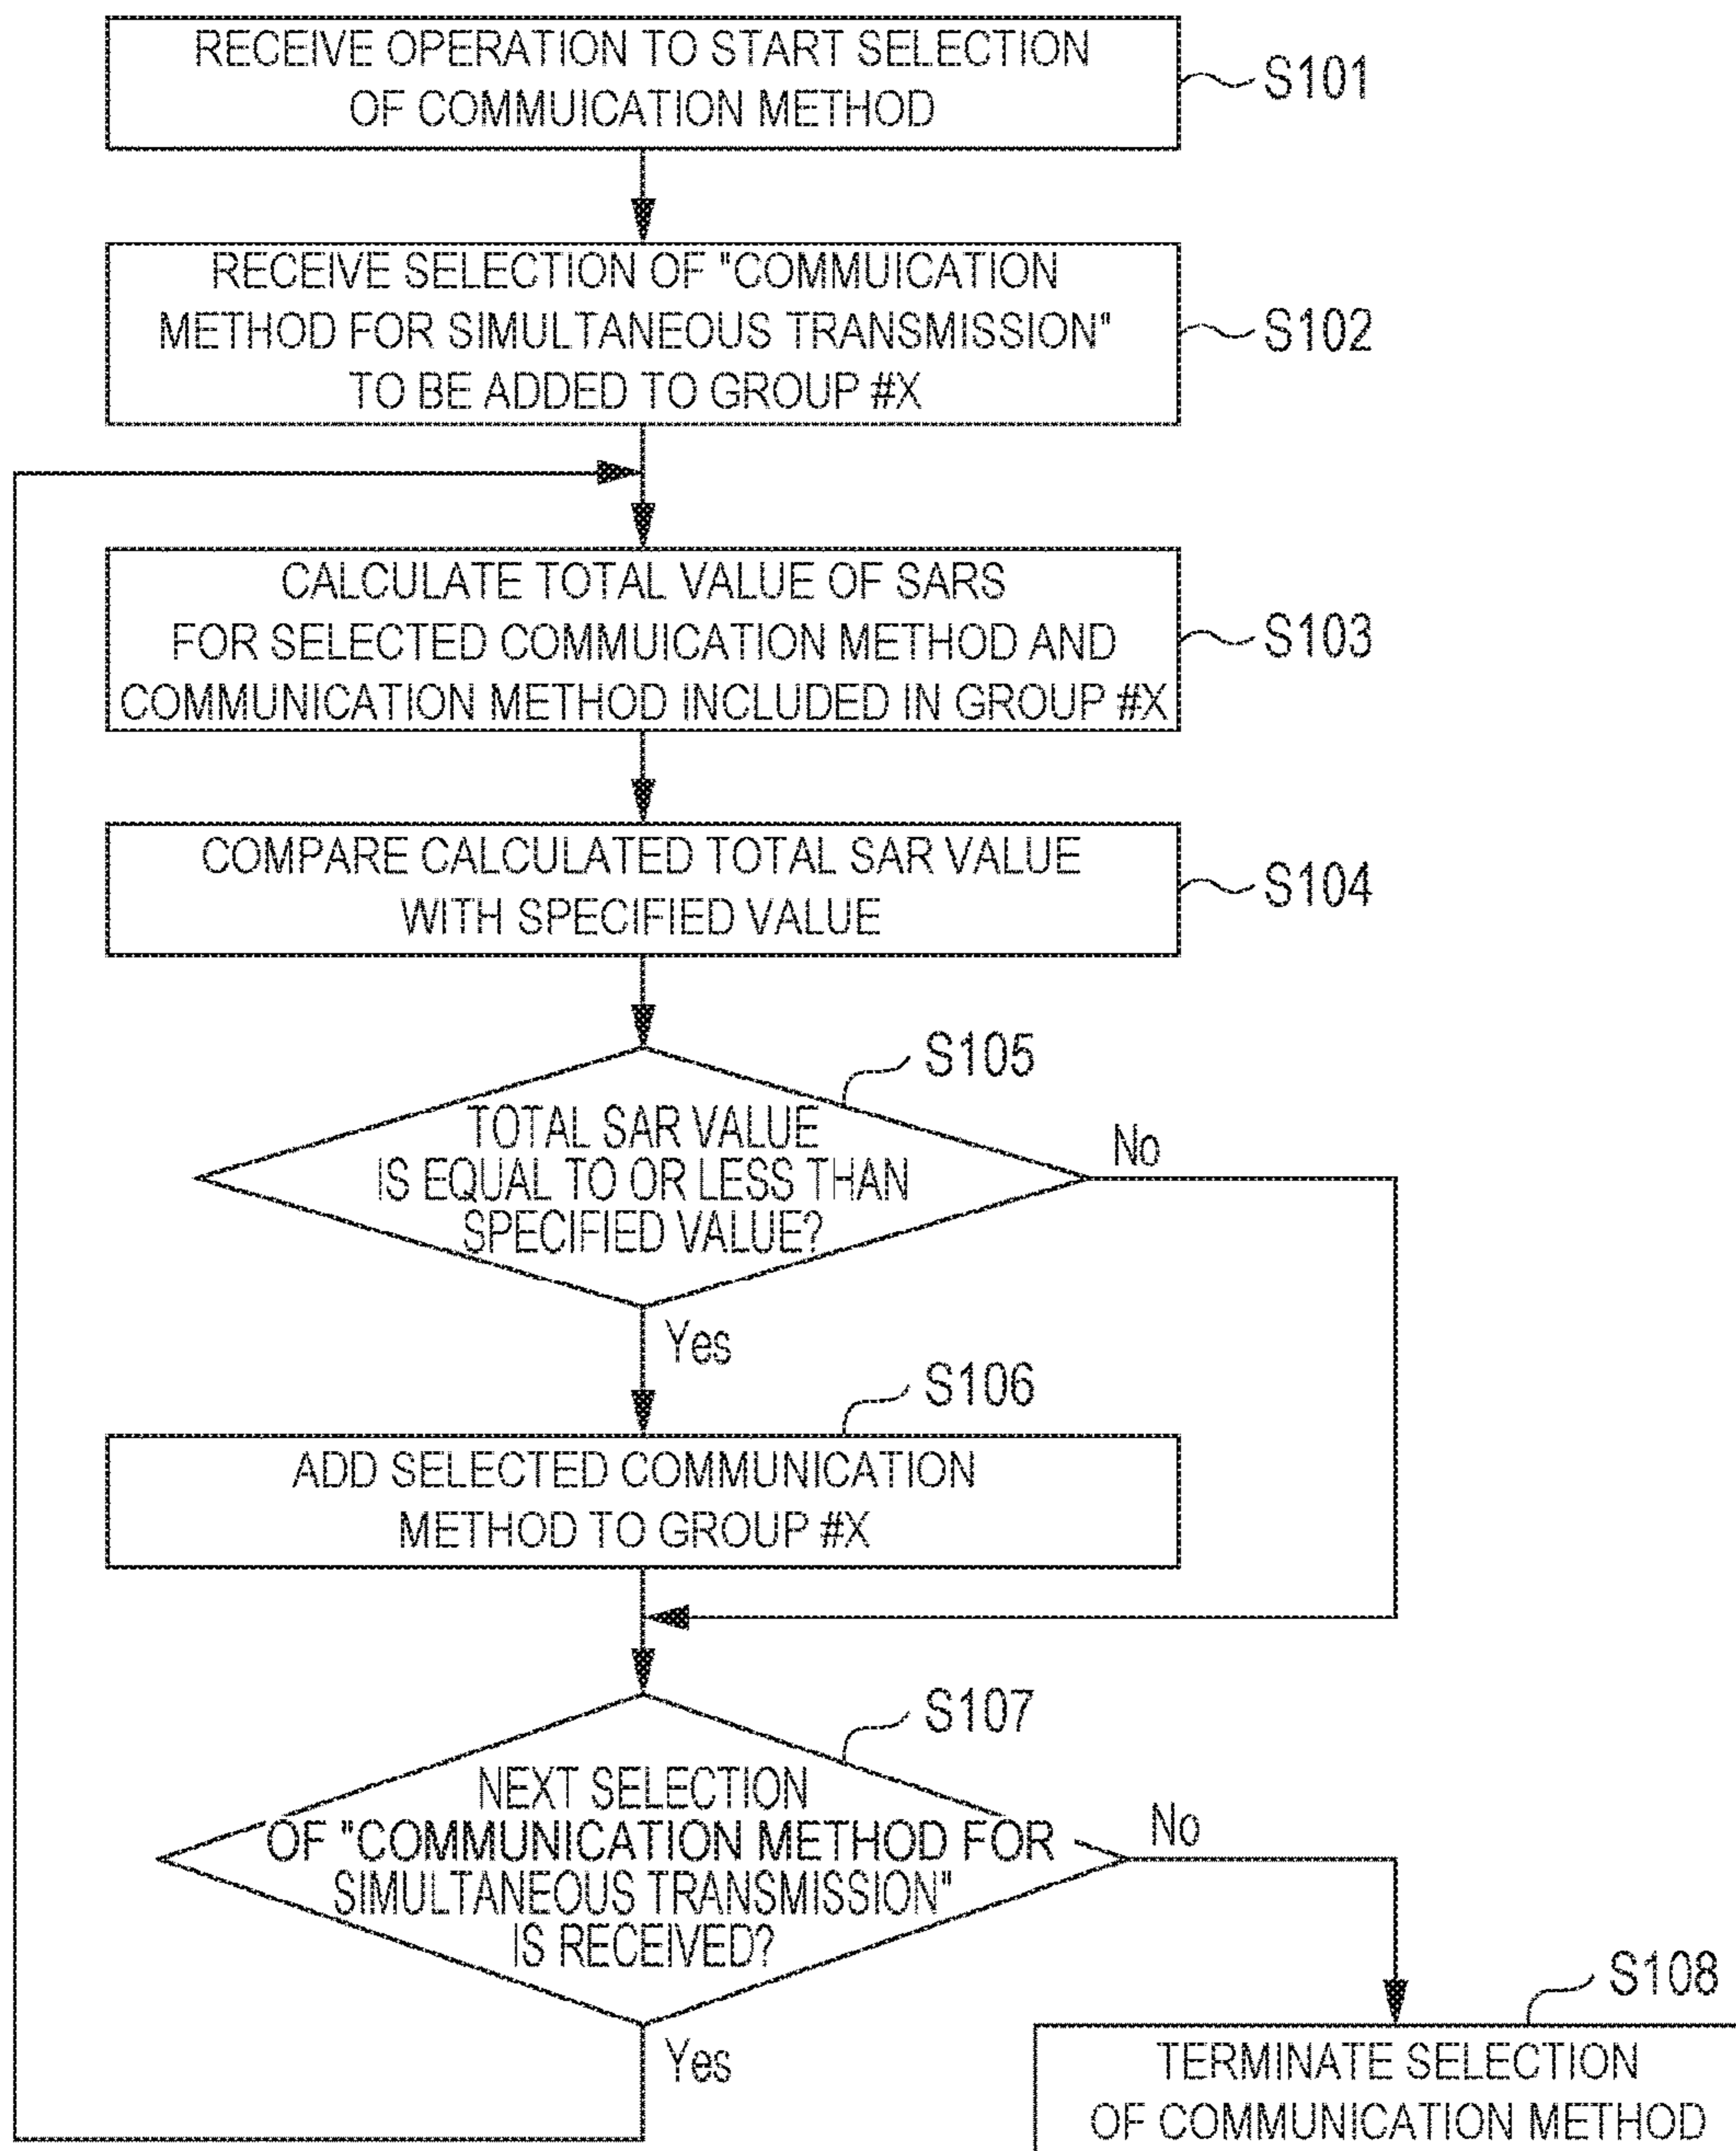 RECEIVE OPERATION TO START SELECTION
OF COMMUICATION METHOD
S101
RECEIVE SELECTION OF "COMMUICATION
METHOD FOR SIMULTANEOUS TRANSMISSION"
TO BE ADDED TO GROUP #X
S102
CALCULATE TOTAL VALUE OF SARS
FOR SELECTED COMMUICATION METHOD AND
COMMUNICATION METHOD INCLUDED IN GROUP #X
S103
COMPARE CALCULATED TOTAL SAR VALUE
WITH SPECIFIED VALUE
S104
S105
TOTAL SAR VALUE
IS EQUAL TO OR LESS THAN
SPECIFIED VALUE?
No
Yes
S106
ADD SELECTED COMMUNICATION
METHOD TO GROUP #X
S107
NEXT SELECTION
OF "COMMUNICATION METHOD FOR
SIMULTANEOUS TRANSMISSION"
IS RECEIVED?
No
Yes
S108
TERMINATE SELECTION
OF COMMUNICATION METHOD